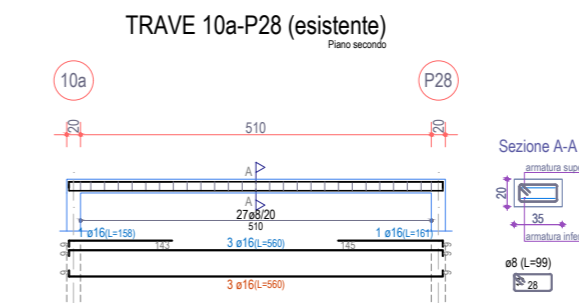 TRAVE 10a-P28 (esistente)
Piano secondo
10a
P28
20
510
20
Sezione A-A
A
armatura supe
20
A
27ø8/20
510
35
1 ø16(L=158)
1 ø16(L=161)
armatura infer
143
3 ø16(L=560)
145
ø8 (L=99)
28
3 ø16(L=560)